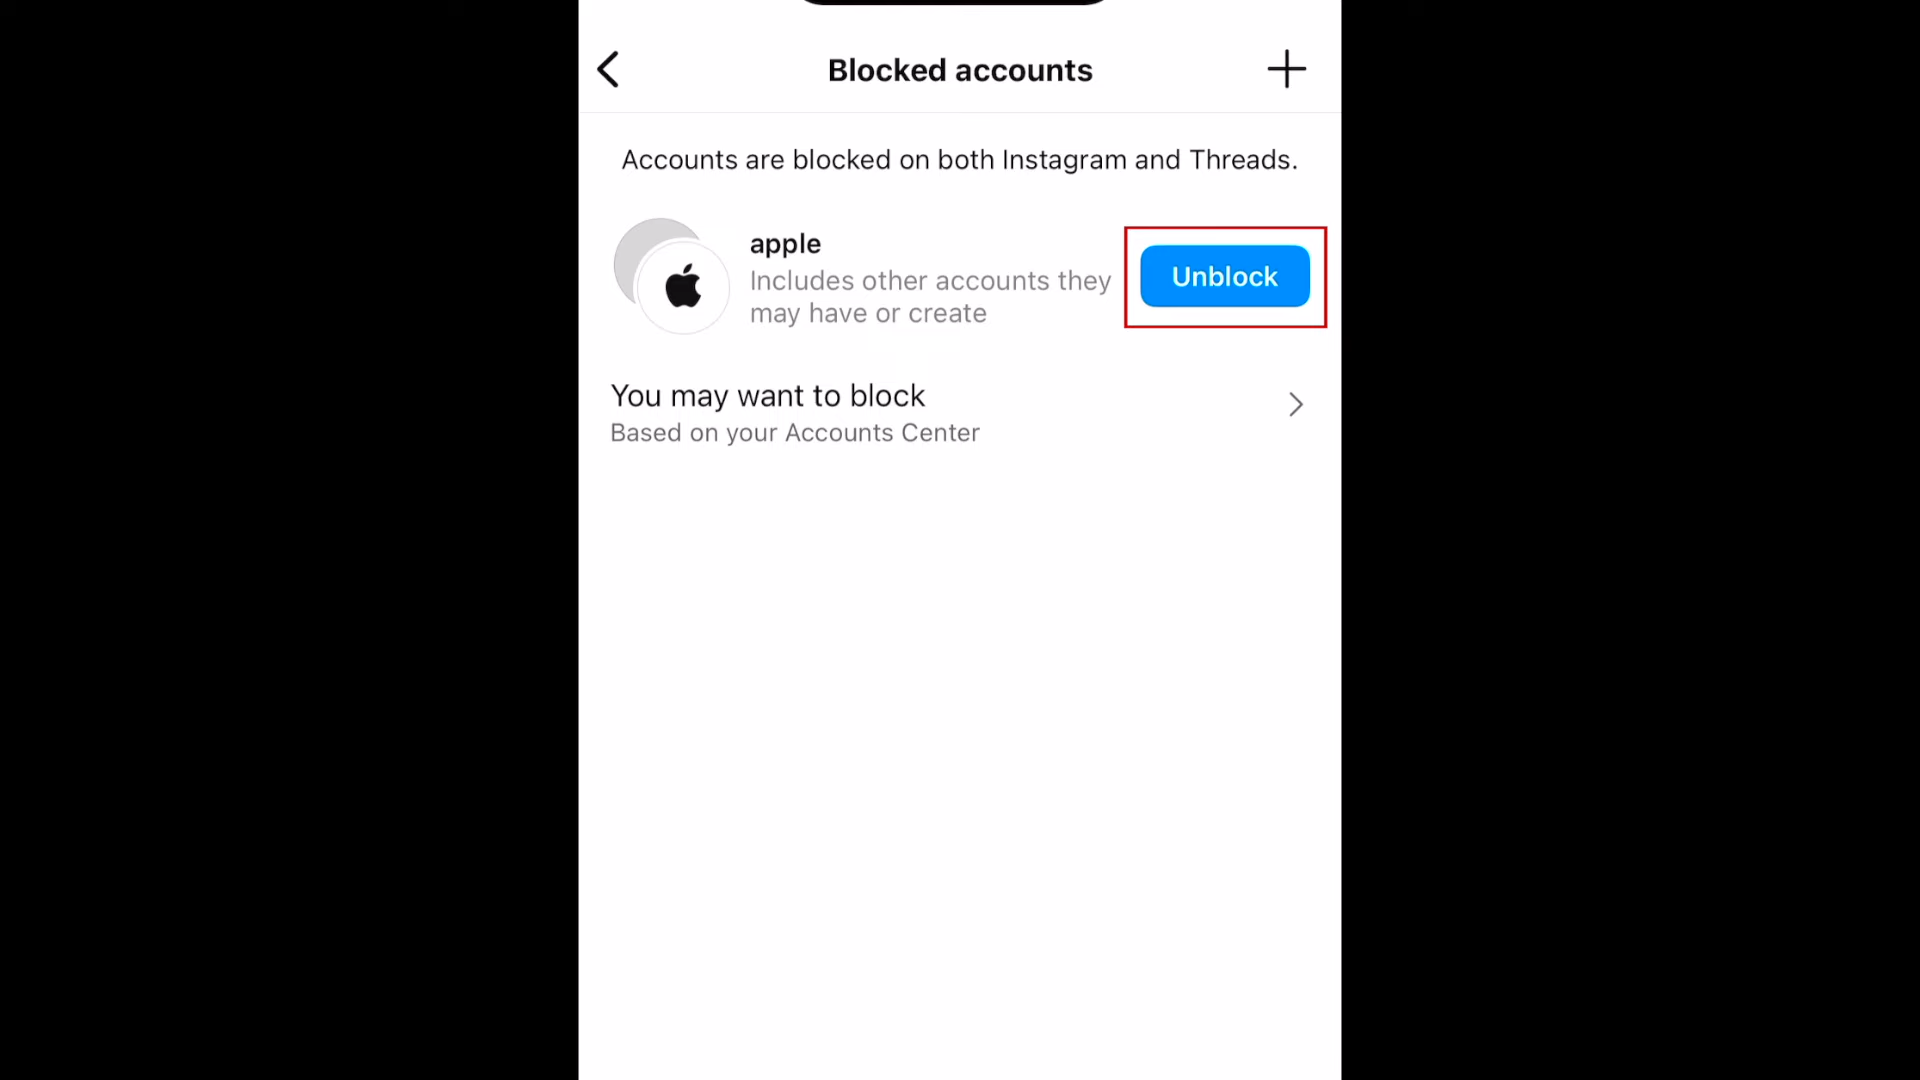 Blocked accounts
Accounts are blocked on both Instagram and Threads.
apple
Includes other accounts they
may have or create
Unblock
You may want to block
Based on your Accounts Center